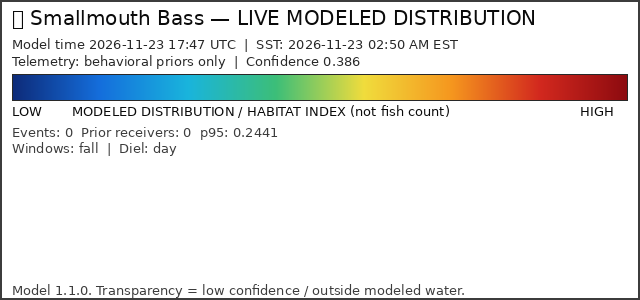 Smallmouth Bass — LIVE MODELED DISTRIBUTION
Model time 2026-11-23 17:47 UTC | SST: 2026-11-23 02:50 AM EST
Telemetry: behavioral priors only | Confidence 0.386
LOW MODELED DISTRIBUTION / HABITAT INDEX (not fish count) HIGH
Events: 0 Prior receivers: 0 p95: 0.2441
Windows: fall | Diel: day
Model 1.1.0. Transparency = low confidence / outside modeled water.